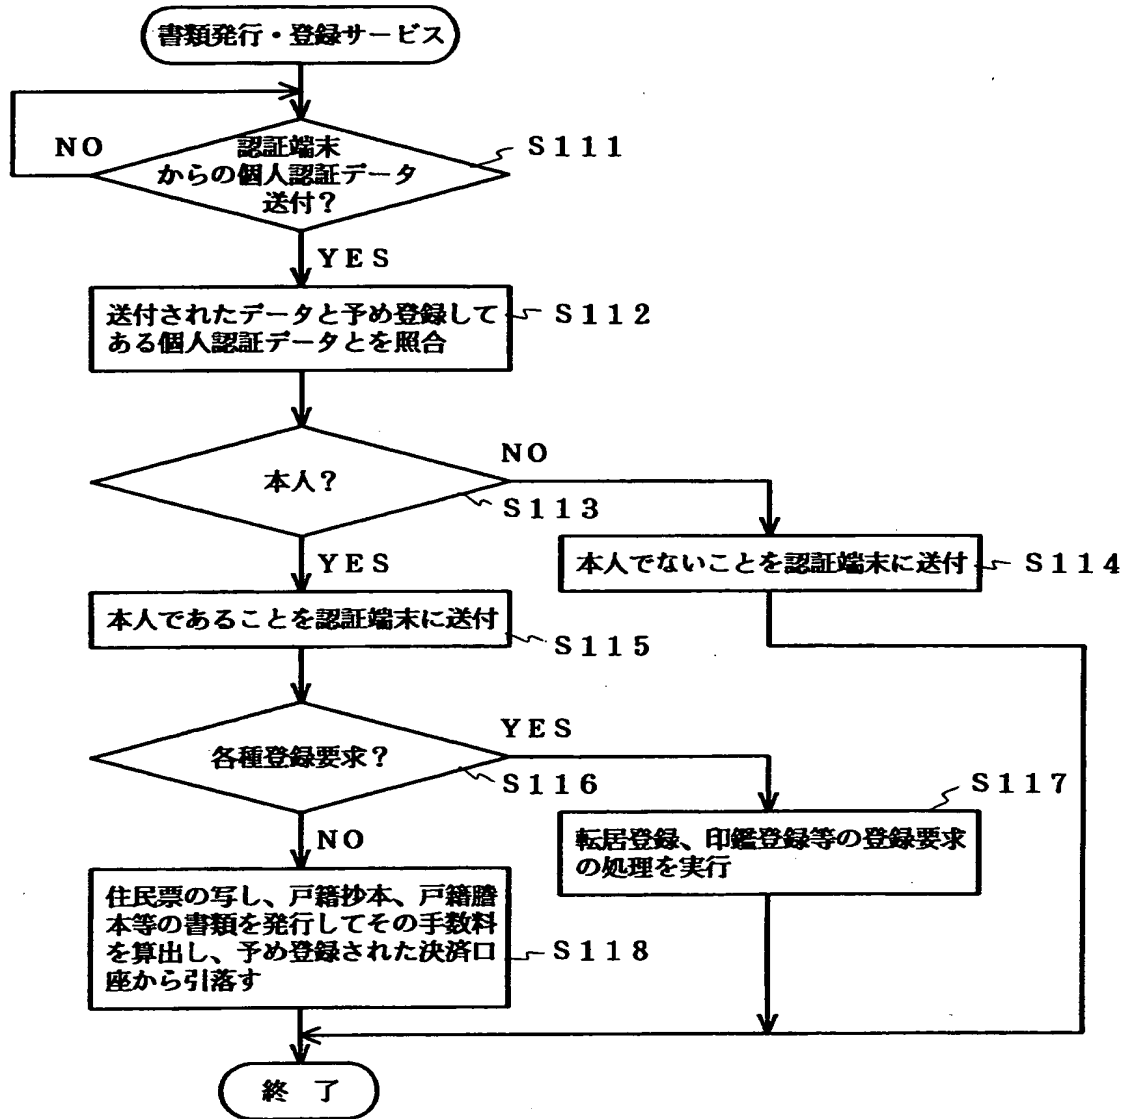 書類発行・登録サービス
NO
認証端末
からの個人認証データ
送付？
S111
YES
送付されたデータと予め登録して
ある個人認証データとを照合
S112
本人？
NO
S113
YES
本人でないことを認証端末に送付
S114
本人であることを認証端末に送付
S115
各種登録要求？
YES
S116
S117
NO
転居登録、印鑑登録等の登録要求
の処理を実行
住民票の写し、戸籍抄本、戸籍謄
本等の書類を発行してその手数料
を算出し、予め登録された決済口
座から引落す
S118
終 了